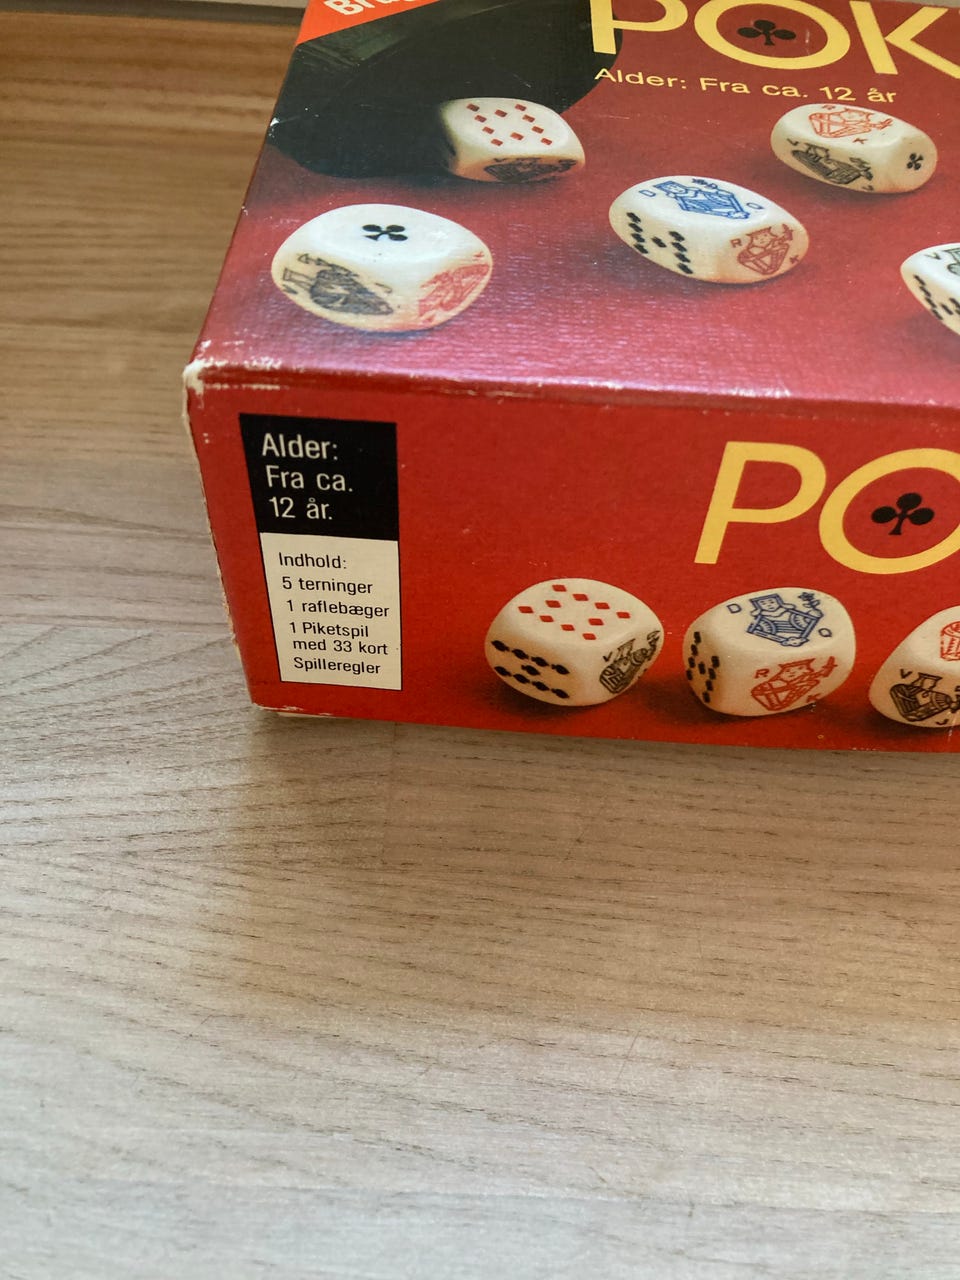 POK
Alder: Fra ca. 12 år
Alder:
Fra ca.
12 år.
Indhold:
5 terninger
1 raflebæger
1 Piketspil
med 33 kort
Spilleregler
PO